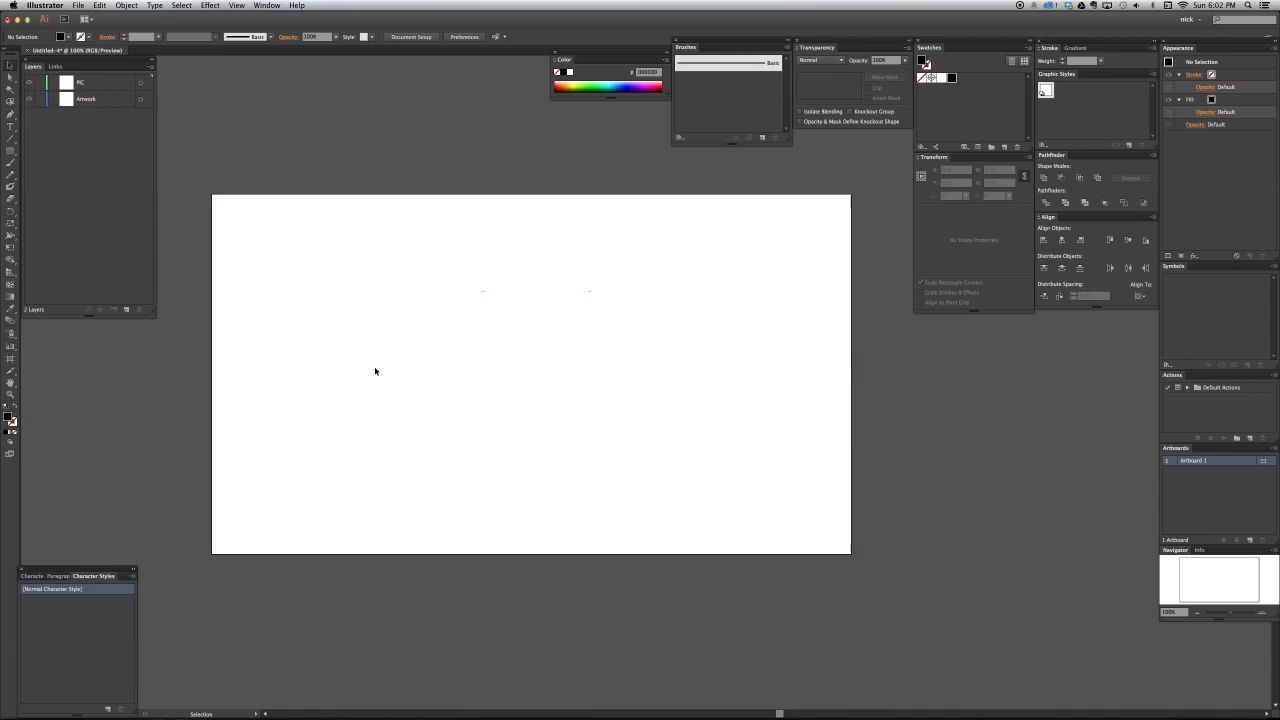 Illustrator File Edit Object Type Select Effect View Window Help
Sun 6:02 PM
Ai
nick
No Selection
Stroke:
Basic
Opacity: 100%
Style:
Document Setup
Preferences
Untitled-4* @ 100% (RGB/Preview)
Layers Links
PIC
Artwork
2 Layers
Color
# 000000
Brushes
Basic
Transparency
Normal
Opacity: 100%
Make Mask
Clip
Invert Mask
Isolate Blending
Knockout Group
Opacity & Mask Define Knockout Shape
Swatches
Transform
No Shape Properties
Scale Rectangle Corners
Scale Strokes & Effects
Align to Pixel Grid
Stroke Gradient
Weight:
Graphic Styles
Pathfinder
Shape Modes:
Expand
Pathfinders:
Align
Align Objects:
Distribute Objects:
Distribute Spacing:
Align To:
Appearance
No Selection
Stroke:
Opacity: Default
Fill:
Opacity: Default
Opacity: Default
Symbols
Actions
Default Actions
Artboards
1 Artboard 1
1 Artboard
Navigator Info
100%
Characte Paragrap Character Styles
[Normal Character Style]
Selection